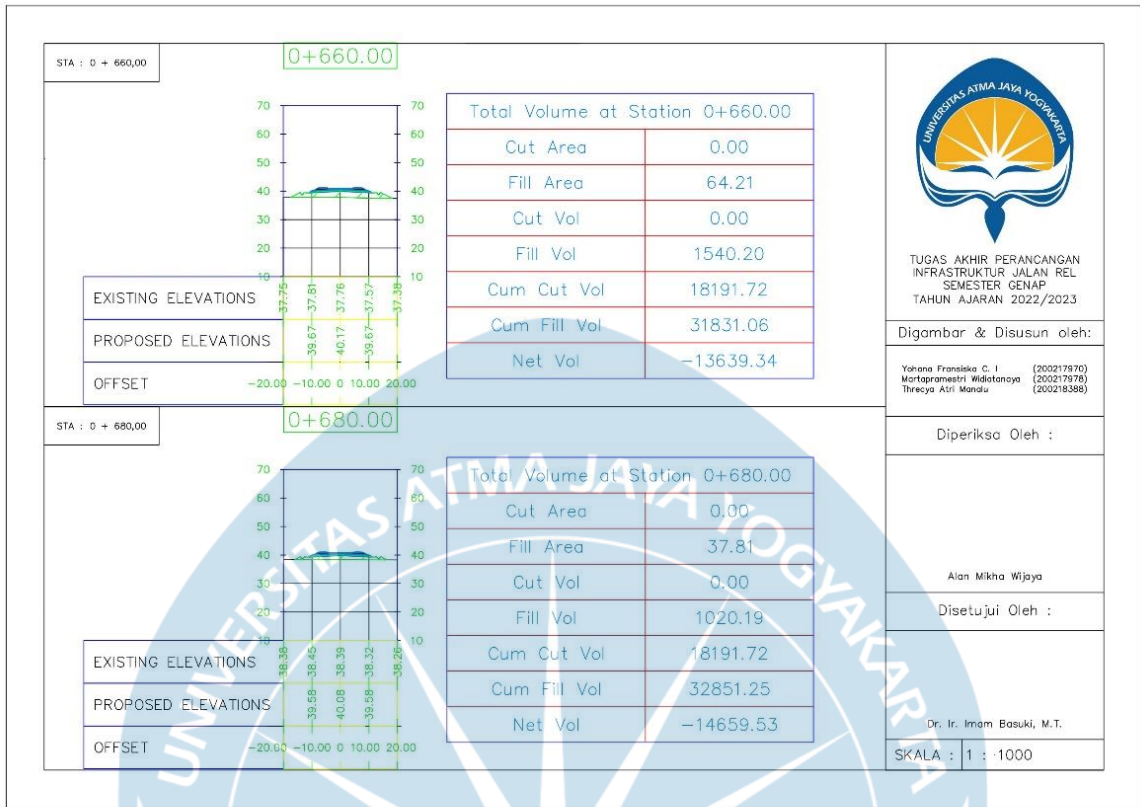 STA : 0 + 660,00
0+660.00
70 70
60 60
50 50
40 40
30 30
20 20
10 10
EXISTING ELEVATIONS 37.75 37.81 37.76 37.57 37.38
PROPOSED ELEVATIONS 39.67 40.17 39.67
OFFSET -20.00 -10.00 0 10.00 20.00
Total Volume at Station 0+660.00
Cut Area 0.00
Fill Area 64.21
Cut Vol 0.00
Fill Vol 1540.20
Cum Cut Vol 18191.72
Cum Fill Vol 31831.06
Net Vol -13639.34
STA : 0 + 680,00
0+680.00
70 70
60 60
50 50
40 40
30 30
20 20
10 10
EXISTING ELEVATIONS 38.38 38.45 38.39 38.32 38.26
PROPOSED ELEVATIONS 39.58 40.08 39.58
OFFSET -20.00 -10.00 0 10.00 20.00
Total Volume at Station 0+680.00
Cut Area 0.00
Fill Area 37.81
Cut Vol 0.00
Fill Vol 1020.19
Cum Cut Vol 18191.72
Cum Fill Vol 32851.25
Net Vol -14659.53
UNIVERSITAS ATMA JAYA YOGYAKARTA
UNIVERSITAS ATMA JAYA YOGYAKARTA
TUGAS AKHIR PERANCANGAN
INFRASTRUKTUR JALAN REL
SEMESTER GENAP
TAHUN AJARAN 2022/2023
Digambar & Disusun oleh:
Yohana Fransiska C. I (200217970)
Martapramestri Widiatanaya (200217978)
Threcya Atri Manalu (200218388)
Diperiksa Oleh :
Alan Mikha Wijaya
Disetujui Oleh :
Dr. Ir. Imam Basuki, M.T.
SKALA : 1 : 1000